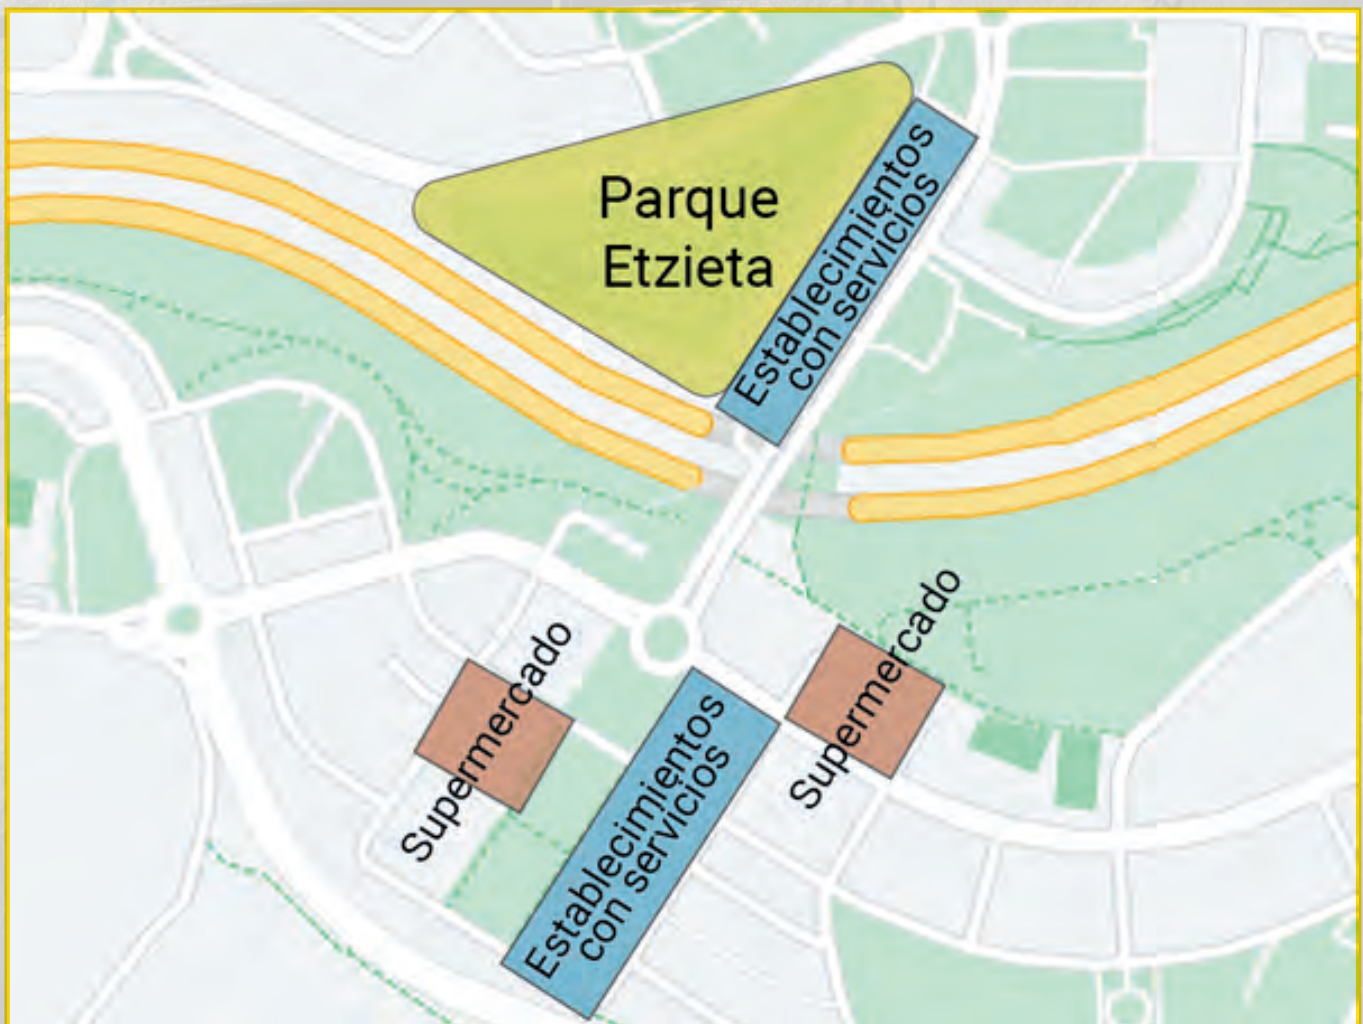 Parque
Etzieta
Establecimientos
con servicios
Supermercado
Supermercado
Establecimientos
con servicios